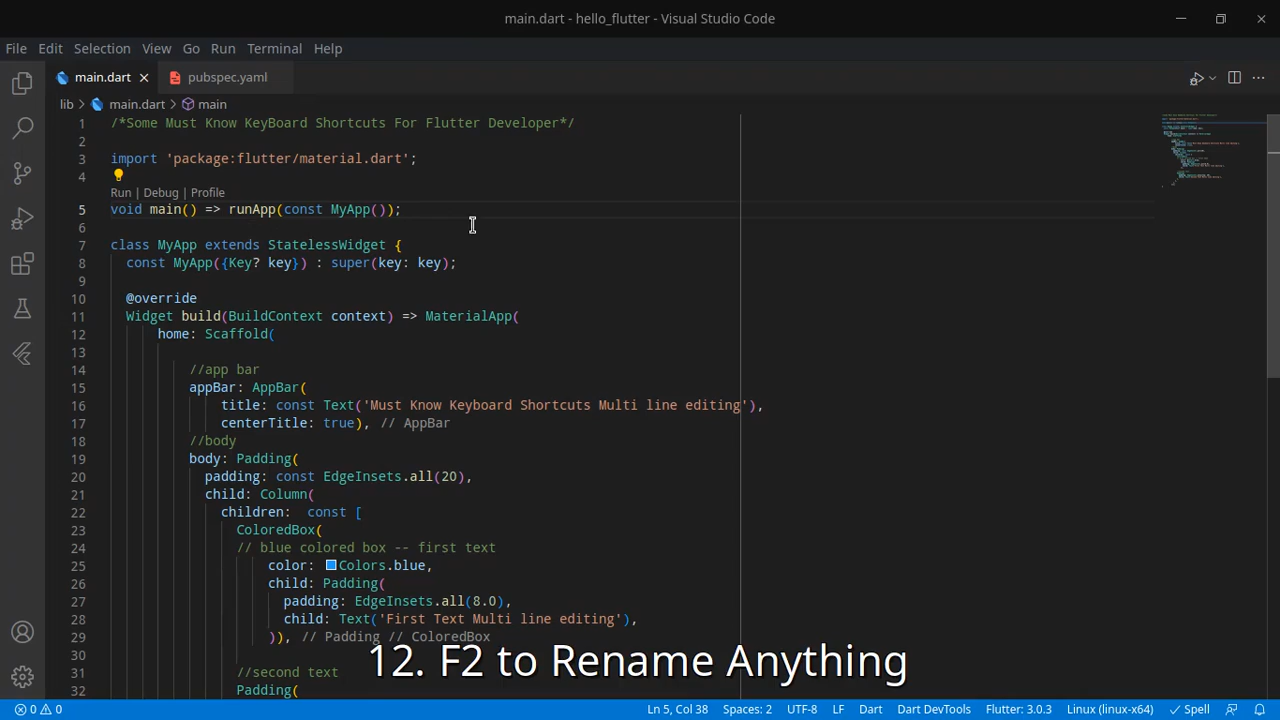 main.dart - hello_flutter - Visual Studio Code
File Edit Selection View Go Run Terminal Help
main.dart pubspec.yaml
lib > main.dart > main
1 /*Some Must Know KeyBoard Shortcuts For Flutter Developer*/
2
3 import 'package:flutter/material.dart';
4
Run | Debug | Profile
5 void main() => runApp(const MyApp());
6
7 class MyApp extends StatelessWidget {
8 const MyApp({Key? key}) : super(key: key);
9
10 @override
11 Widget build(BuildContext context) => MaterialApp(
12 home: Scaffold(
13
14 //app bar
15 appBar: AppBar(
16 title: const Text('Must Know Keyboard Shortcuts Multi line editing'),
17 centerTitle: true), // AppBar
18 //body
19 body: Padding(
20 padding: const EdgeInsets.all(20),
21 child: Column(
22 children:  const [
23 ColoredBox(
24 // blue colored box -- first text
25 color: Colors.blue,
26 child: Padding(
27 padding: EdgeInsets.all(8.0),
28 child: Text('First Text Multi line editing'),
29 )), // Padding // ColoredBox
30
31 //second text
32 Padding(
12. F2 to Rename Anything
0 0 Ln 5, Col 38 Spaces: 2 UTF-8 LF Dart Dart DevTools Flutter: 3.0.3 Linux (linux-x64) Spell